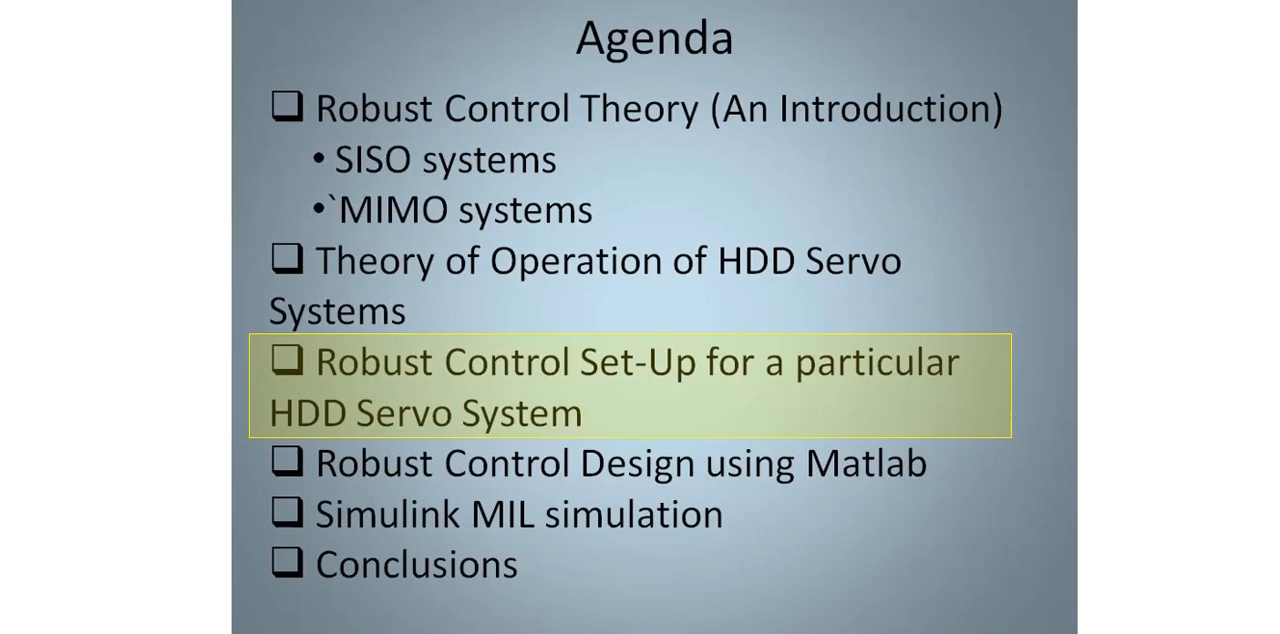 Agenda
❑ Robust Control Theory (An Introduction)
• SISO systems
•`MIMO systems
❑ Theory of Operation of HDD Servo
Systems
❑ Robust Control Set-Up for a particular
HDD Servo System
❑ Robust Control Design using Matlab
❑ Simulink MIL simulation
❑ Conclusions